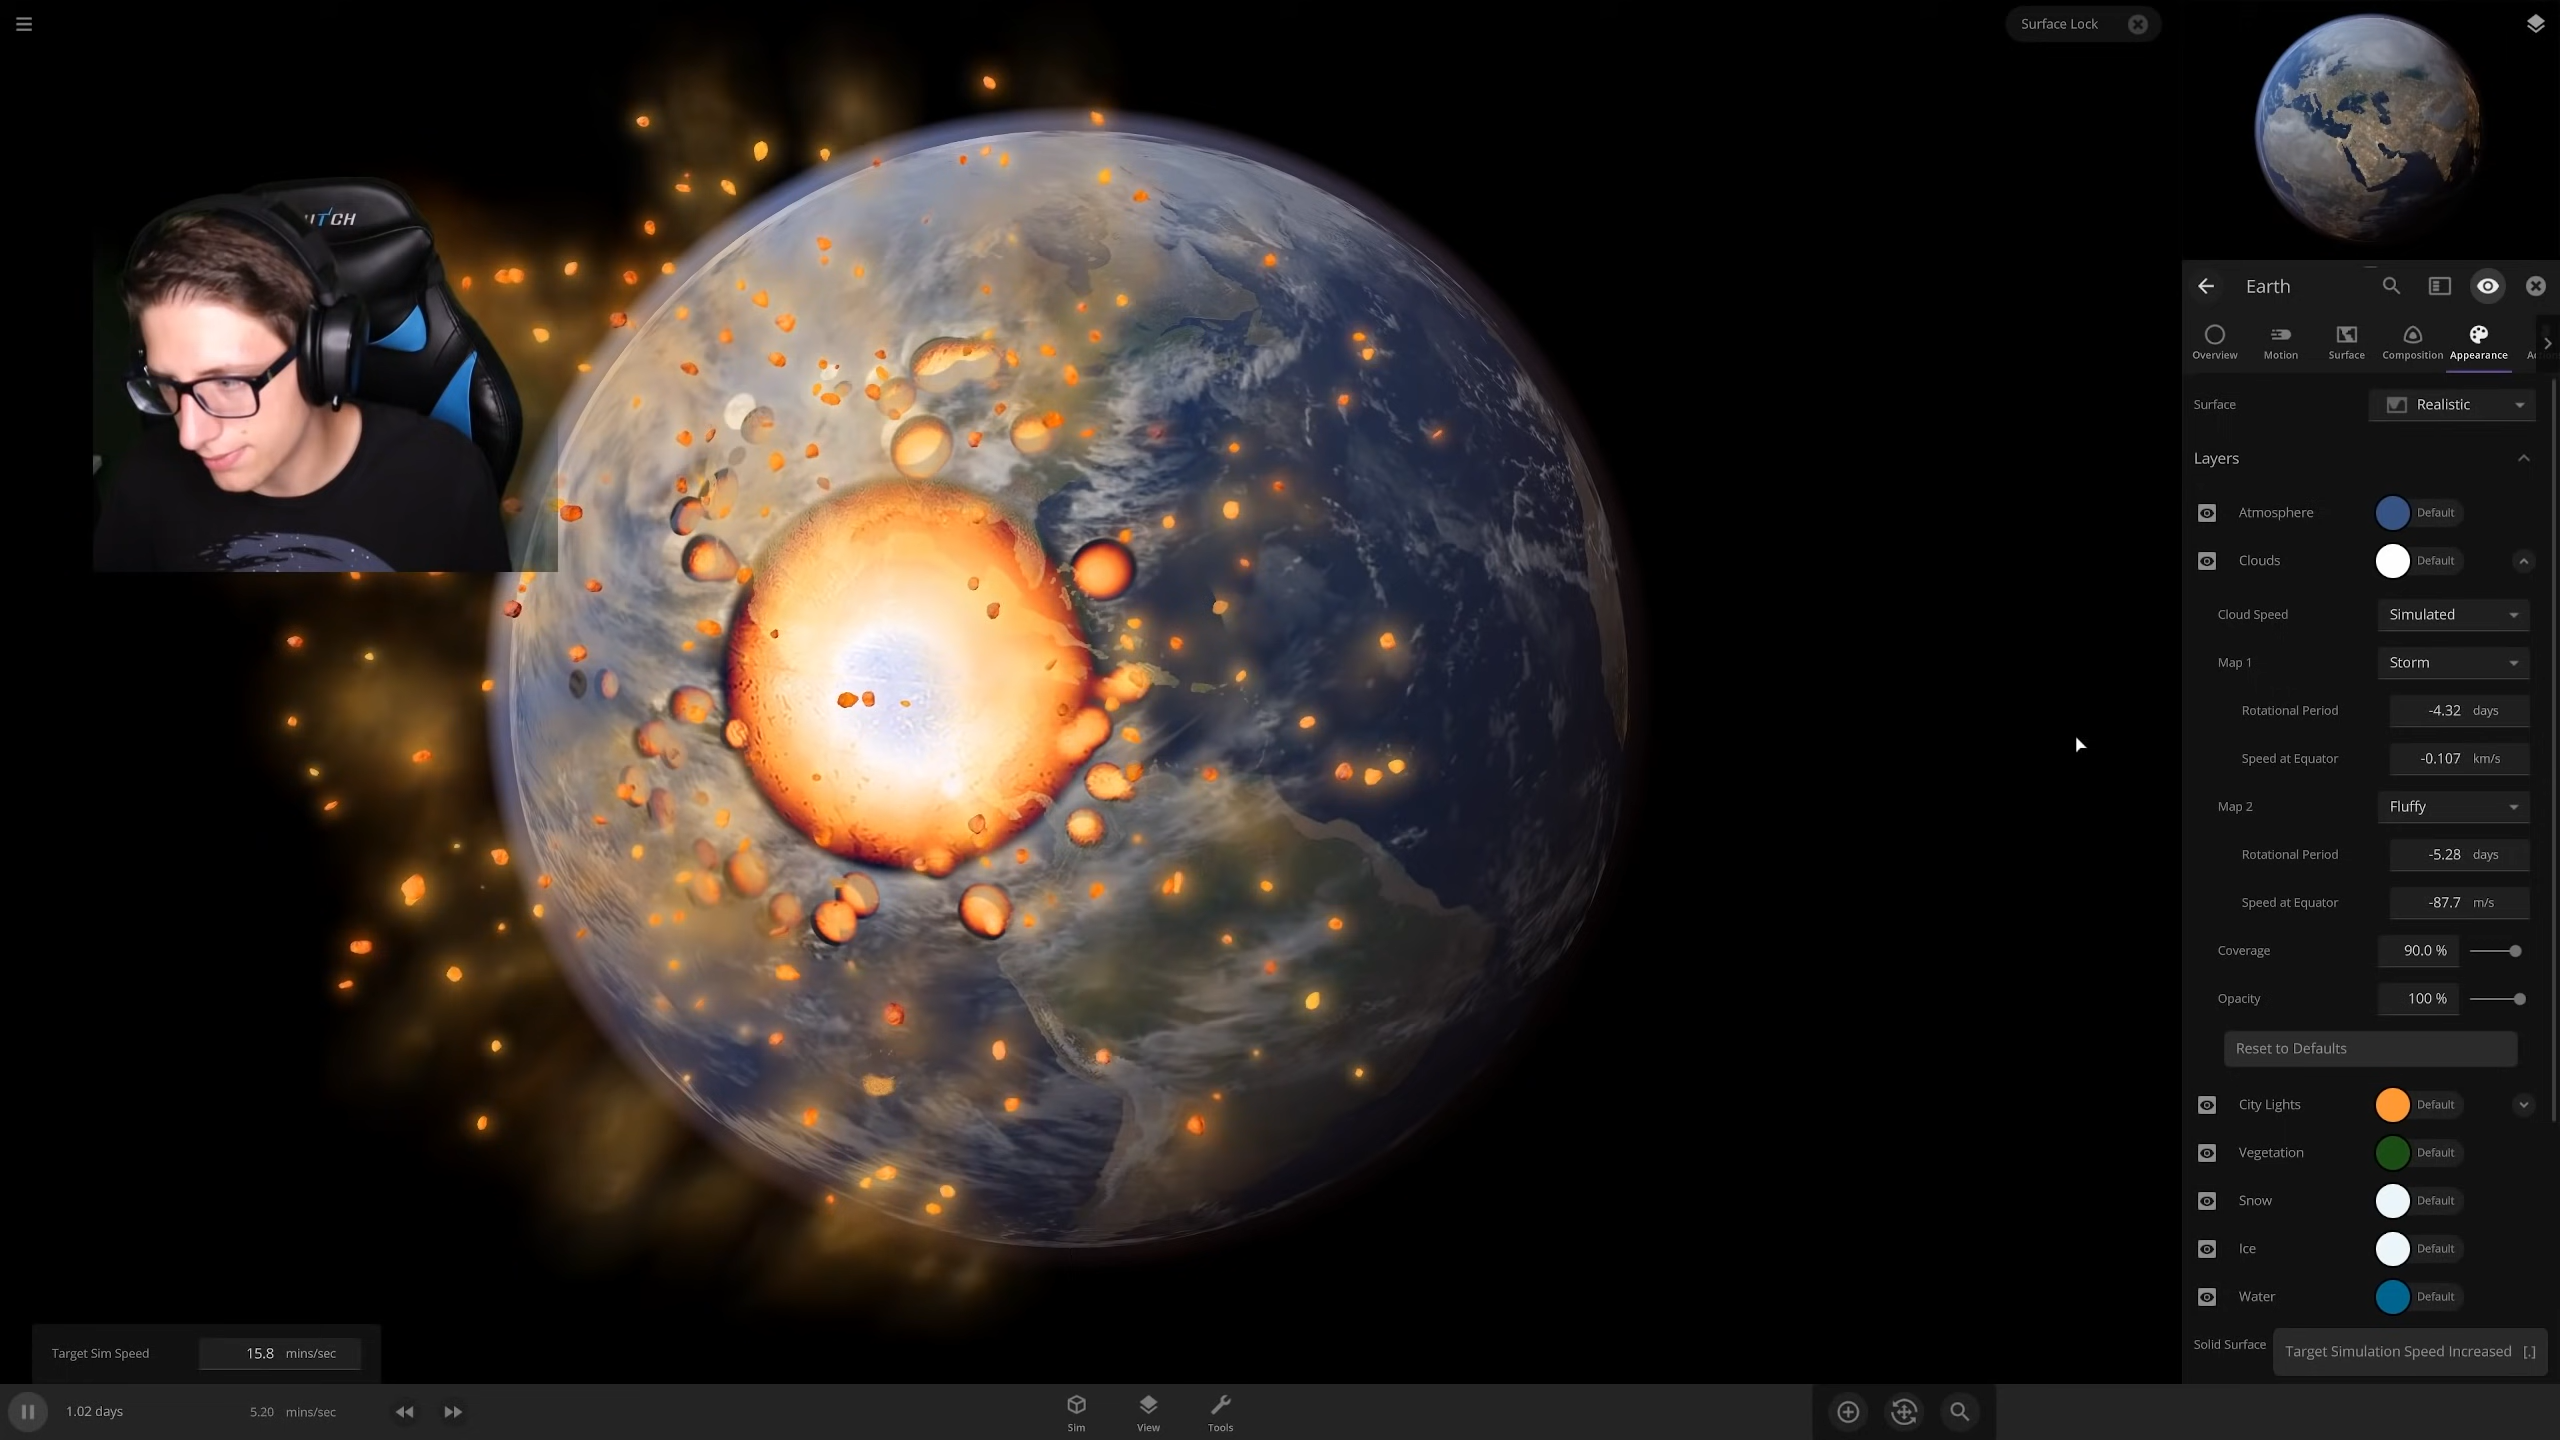 Surface Lock
UTCH
Earth
Overview Motion Surface Composition Appearance
Surface Realistic
Layers
Atmosphere Default
Clouds Default
Cloud Speed Simulated
Map 1 Storm
Rotational Period -4.32 days
Speed at Equator -0.107 km/s
Map 2 Fluffy
Rotational Period -5.28 days
Speed at Equator -87.7 m/s
Coverage 90.0 %
Opacity 100 %
Reset to Defaults
City Lights Default
Vegetation Default
Snow Default
Ice Default
Water Default
Solid Surface
Target Simulation Speed Increased [.]
Target Sim Speed 15.8 mins/sec
1.02 days 5.20 mins/sec
Sim View Tools